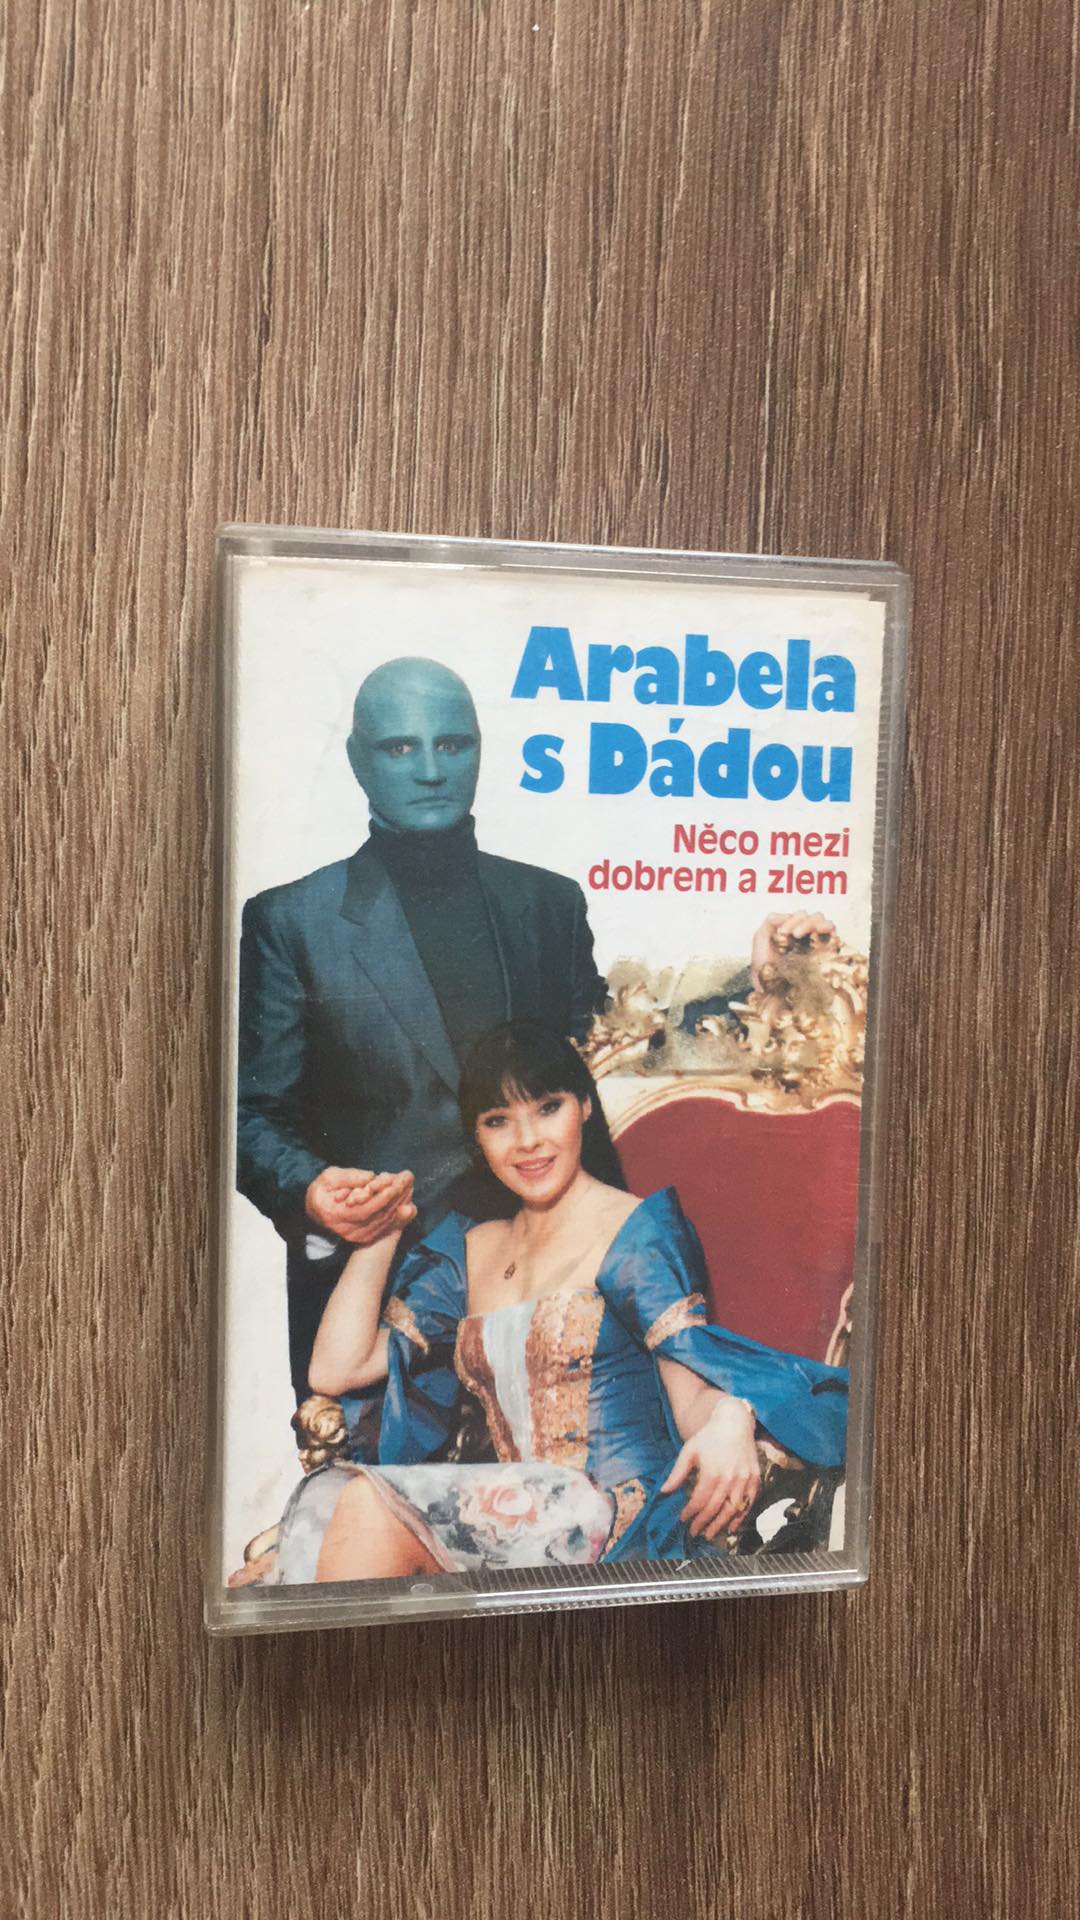 Arabela
s Dádou
Něco mezi
dobrem a zlem